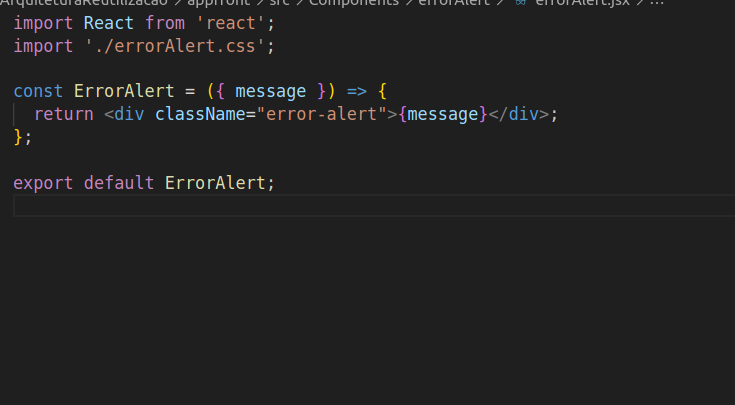 ArquiteturaReutilizacao > appfront > src > Components > errorAlert > errorAlert.jsx > ...
import React from 'react';
import './errorAlert.css';
const ErrorAlert = ({ message }) => {
  return <div className="error-alert">{message}</div>;
};
export default ErrorAlert;